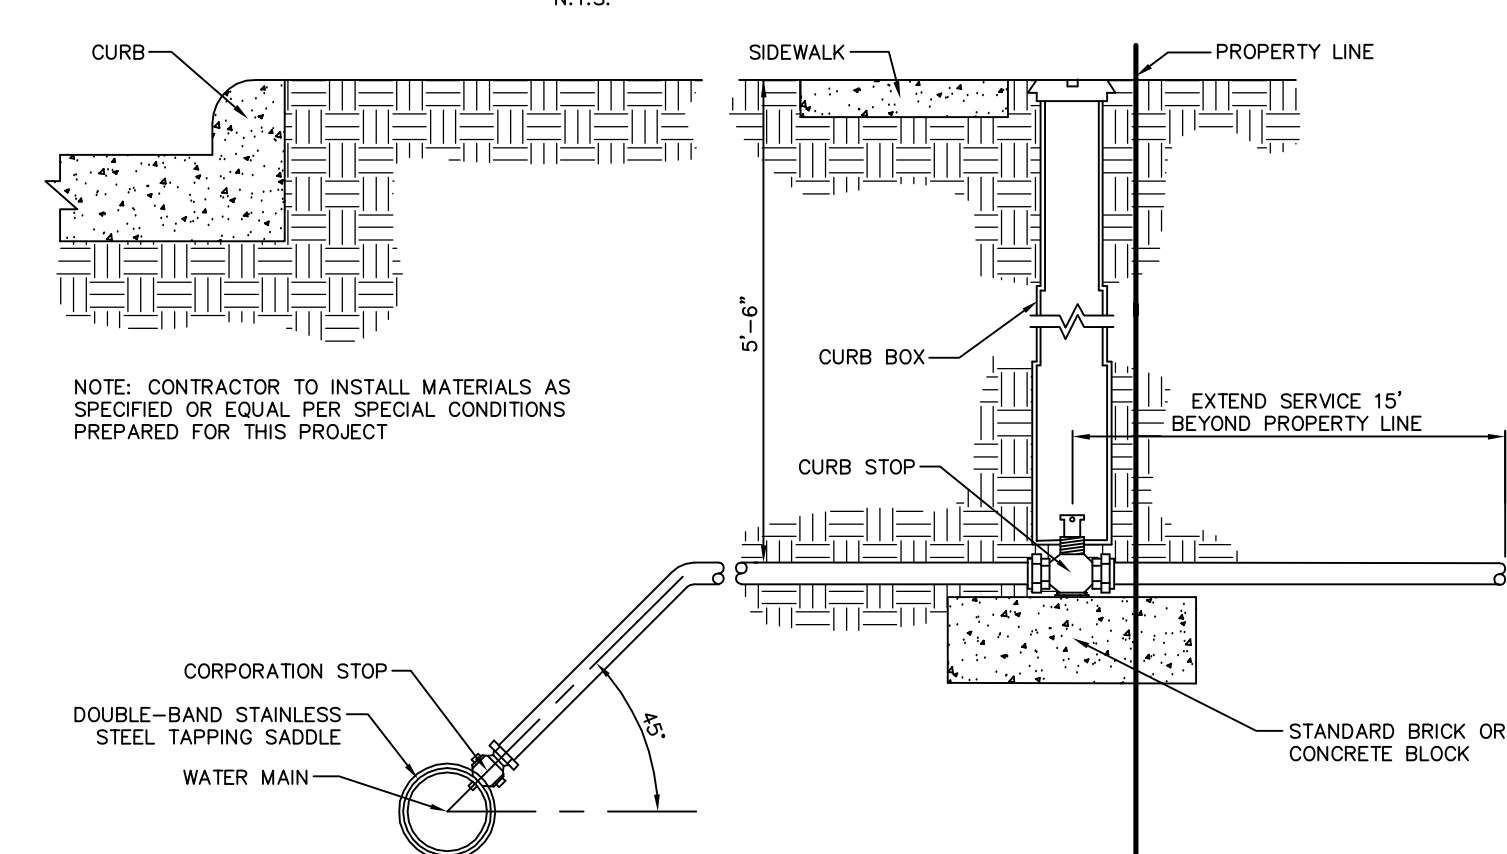 N.T.S.
CURB
SIDEWALK
PROPERTY LINE
5'-6"
CURB BOX
NOTE: CONTRACTOR TO INSTALL MATERIALS AS
SPECIFIED OR EQUAL PER SPECIAL CONDITIONS
PREPARED FOR THIS PROJECT
EXTEND SERVICE 15'
BEYOND PROPERTY LINE
CURB STOP
CORPORATION STOP
DOUBLE-BAND STAINLESS
STEEL TAPPING SADDLE
45°
WATER MAIN
STANDARD BRICK OR
CONCRETE BLOCK